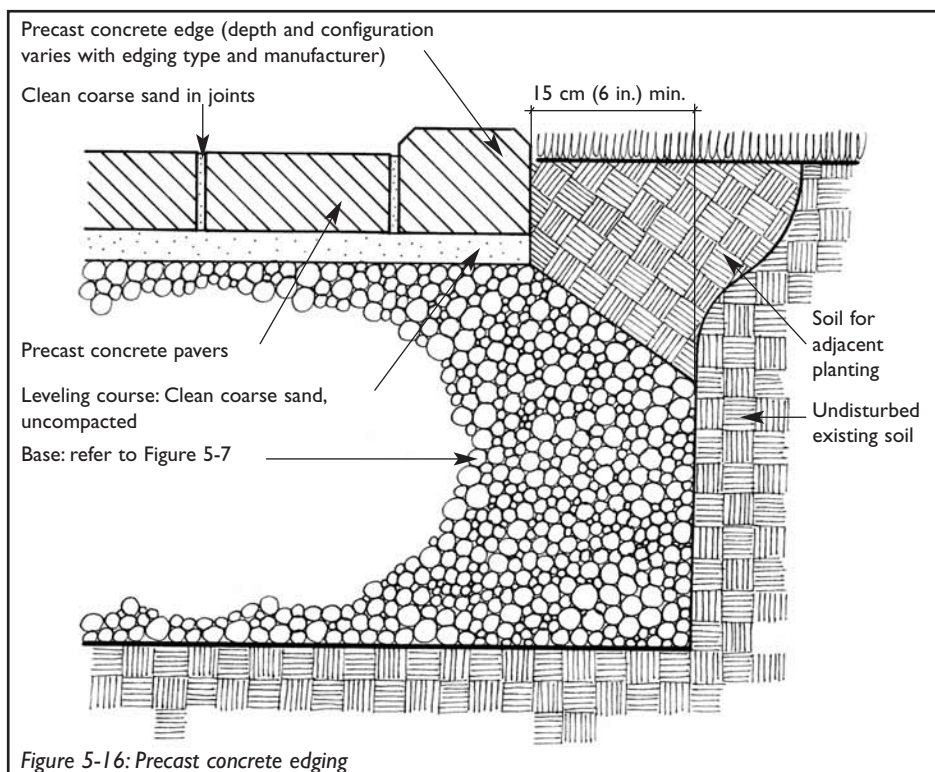 Precast concrete edge (depth and configuration
varies with edging type and manufacturer)
Clean coarse sand in joints
15 cm (6 in.) min.
Precast concrete pavers
Leveling course: Clean coarse sand,
uncompacted
Base: refer to Figure 5-7
Soil for
adjacent
planting
Undisturbed
existing soil
Figure 5-16: Precast concrete edging